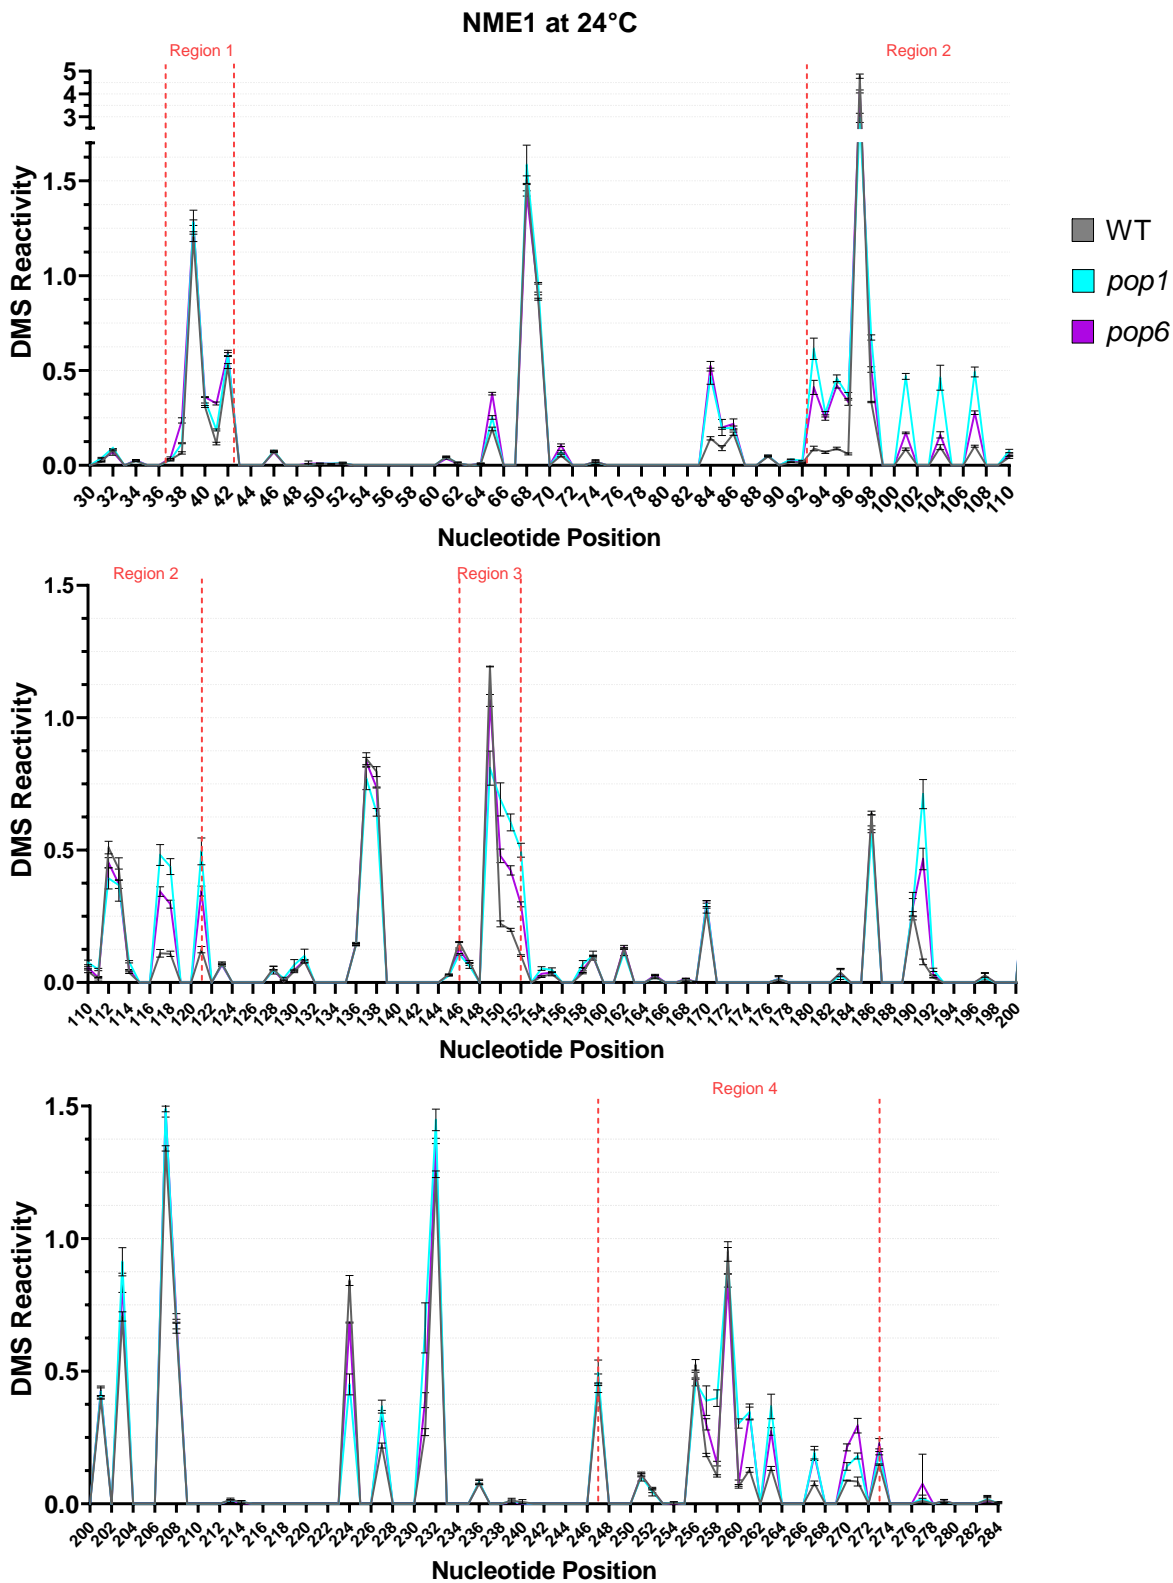 NME1 at 24°C
Region 1 Region 2
5
4
3
1.5
1.0
0.5
0.0
DMS Reactivity
30 32 34 36 38 40 42 44 46 48 50 52 54 56 58 60 62 64 66 68 70 72 74 76 78 80 82 84 86 88 90 92 94 96 98 100 102 104 106 108 110
Nucleotide Position
WT
pop1
pop6
Region 2 Region 3
1.5
1.0
0.5
0.0
DMS Reactivity
110 112 114 116 118 120 122 124 126 128 130 132 134 136 138 140 142 144 146 148 150 152 154 156 158 160 162 164 166 168 170 172 174 176 178 180 182 184 186 188 190 192 194 196 198 200
Nucleotide Position
Region 4
1.5
1.0
0.5
0.0
DMS Reactivity
200 202 204 206 208 210 212 214 216 218 220 222 224 226 228 230 232 234 236 238 240 242 244 246 248 250 252 254 256 258 260 262 264 266 268 270 272 274 276 278 280 282 284
Nucleotide Position